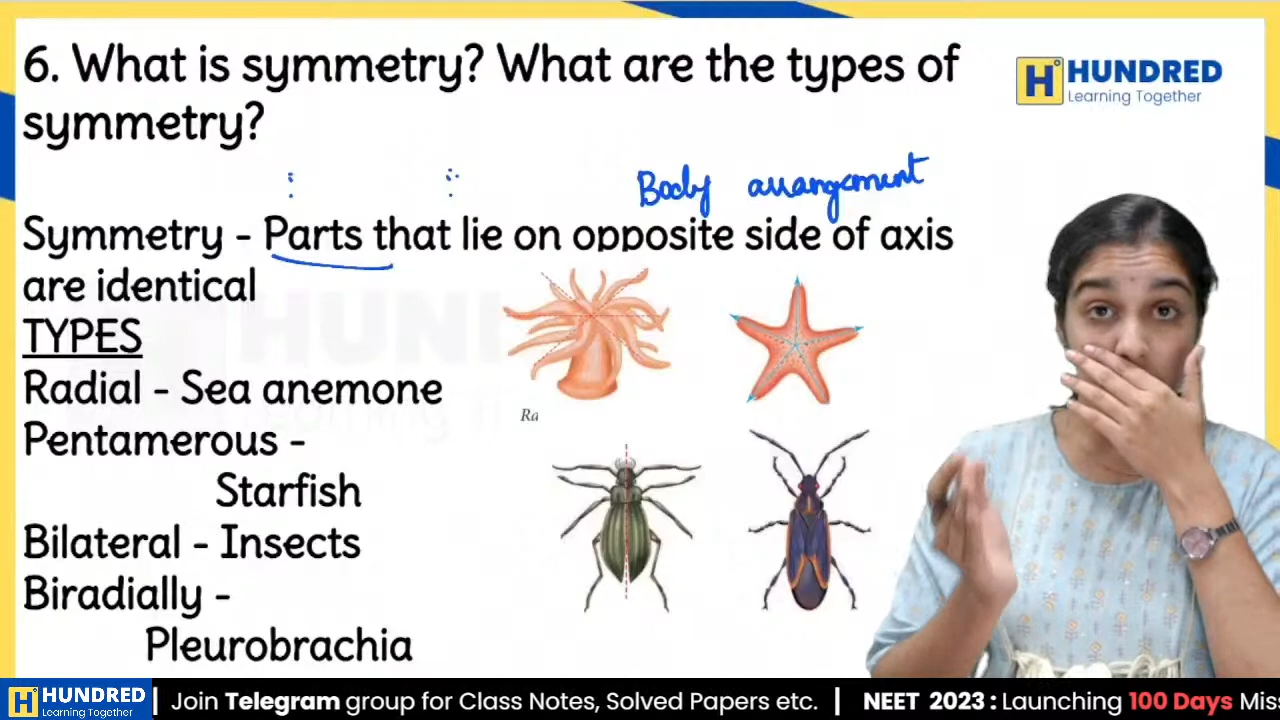 6. What is symmetry? What are the types of
symmetry?
HUNDRED
Learning Together
Body arrangement
Symmetry - Parts that lie on opposite side of axis
are identical
TYPES
Radial - Sea anemone
Pentamerous -
Starfish
Bilateral - Insects
Biradially -
Pleurobrachia
Ra
HUNDRED
Learning Together
| Join Telegram group for Class Notes, Solved Papers etc. | NEET 2023 : Launching 100 Days Mis